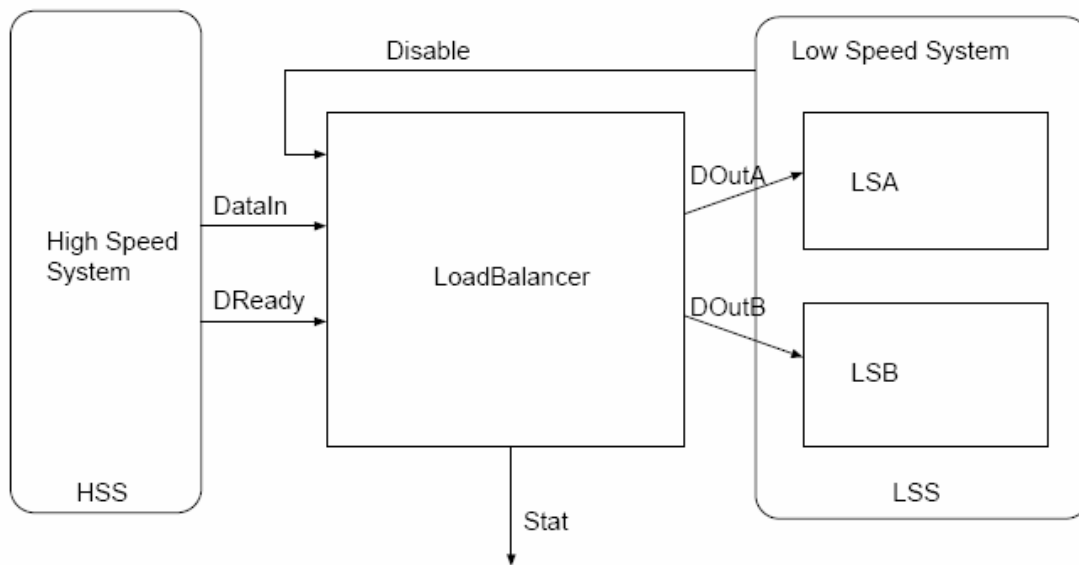 Disable
Low Speed System
DOutA
LSA
DataIn
High Speed
System
LoadBalancer
DReady
DOutB
LSB
HSS
LSS
Stat